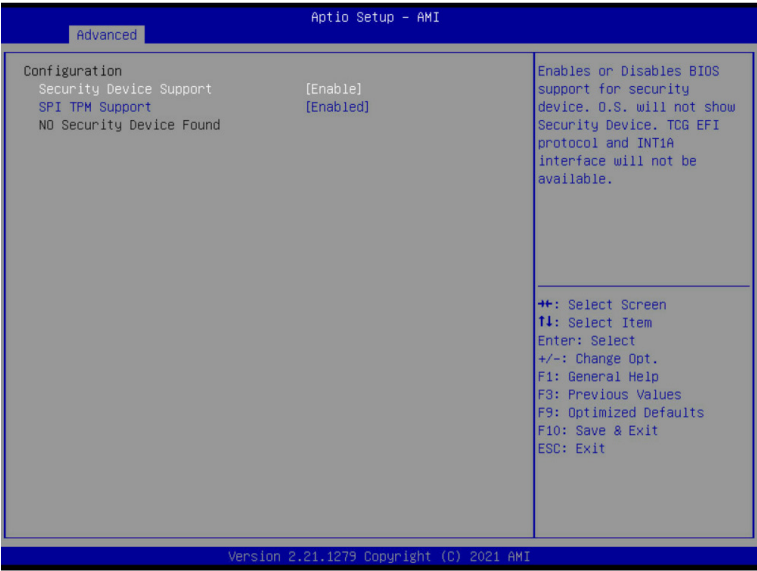 Aptio Setup – AMI
Advanced
Configuration
Security Device Support [Enable]
SPI TPM Support [Enabled]
NO Security Device Found
Enables or Disables BIOS
support for security
device. O.S. will not show
Security Device. TCG EFI
protocol and INT1A
interface will not be
available.
→←: Select Screen
↑↓: Select Item
Enter: Select
+/-: Change Opt.
F1: General Help
F3: Previous Values
F9: Optimized Defaults
F10: Save & Exit
ESC: Exit
Version 2.21.1279 Copyright (C) 2021 AMI